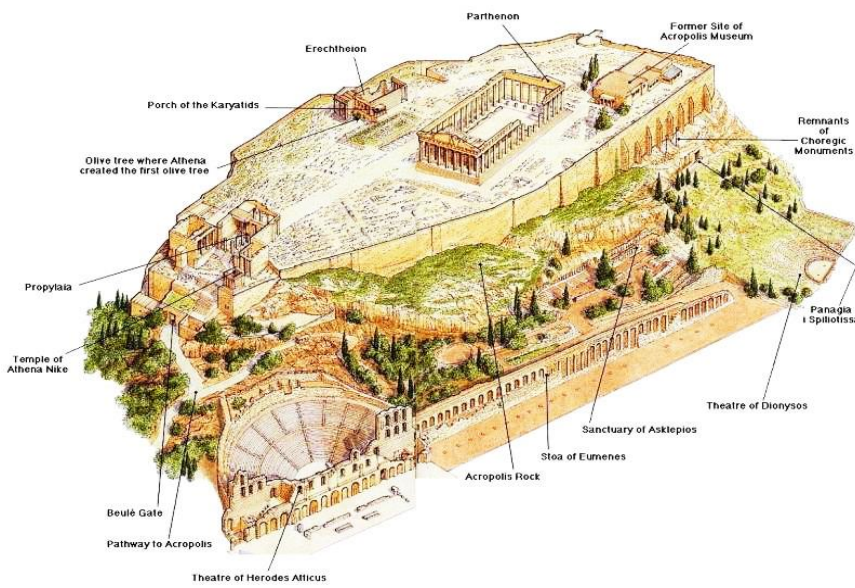 Parthenon
Former Site of
Acropolis Museum
Erechtheion
Porch of the Karyatids
Remnants
of
Choregic
Monuments
Olive tree where Athena
created the first olive tree
Propylaia
Panagia
i Spiliotissa
Temple of
Athena Nike
Theatre of Dionysos
Sanctuary of Asklepios
Stoa of Eumenes
Acropolis Rock
Beulé Gate
Pathway to Acropolis
Theatre of Herodes Atticus